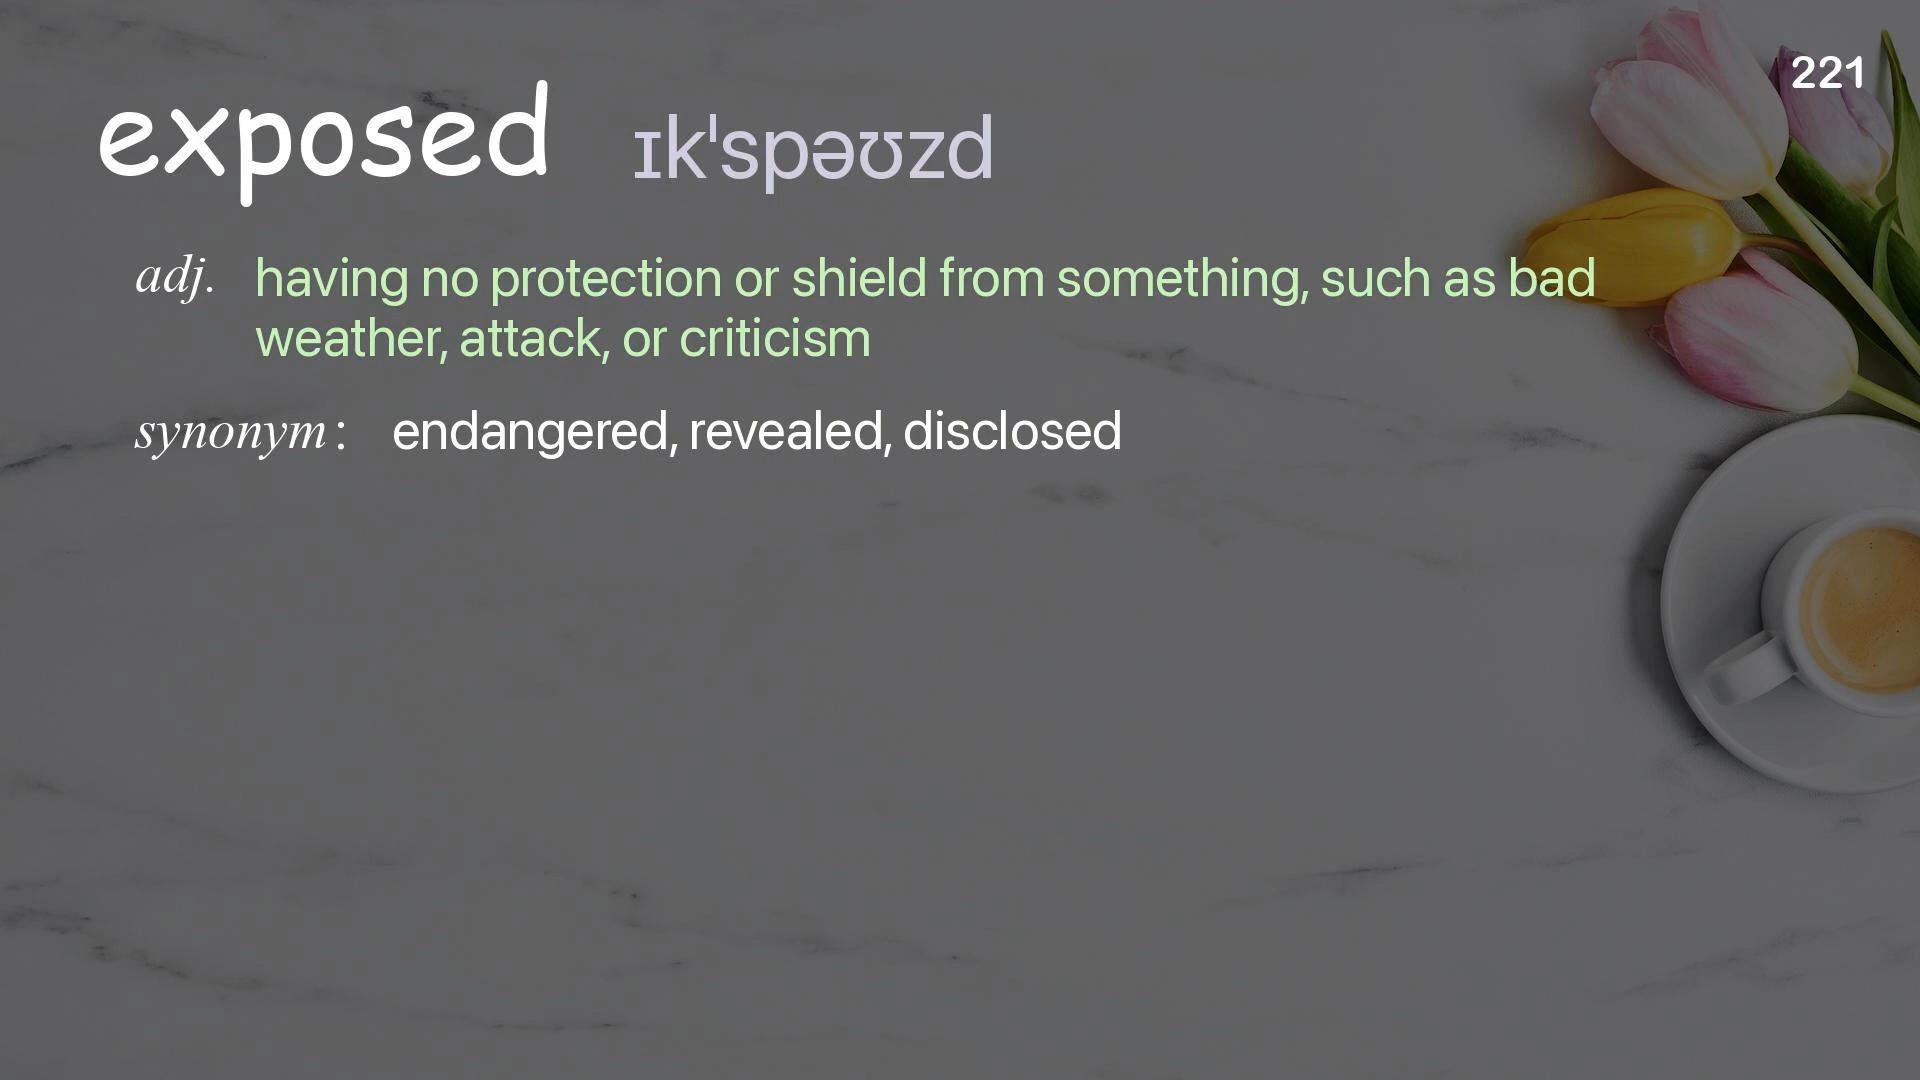 221
exposed ɪkˈspəʊzd
adj. having no protection or shield from something, such as bad
weather, attack, or criticism
synonym : endangered, revealed, disclosed